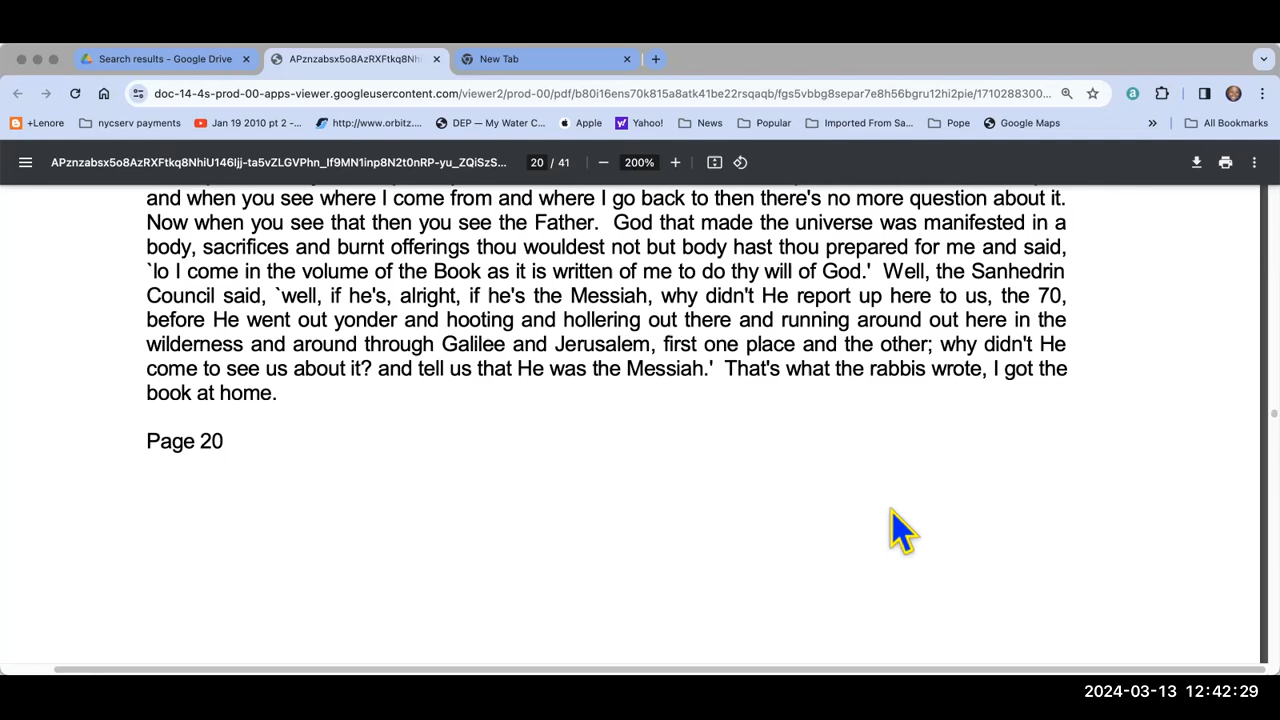 Search results - Google Drive
APznzabsx5o8AzRXFtkq8Nh
New Tab
doc-14-4s-prod-00-apps-viewer.googleusercontent.com/viewer2/prod-00/pdf/b80i16ens70k815a8atk41be22rsqaqb/fgs5vbbg8separ7e8h56bgru12hi2pie/1710288300...
+Lenore
nycserv payments
Jan 19 2010 pt 2 -...
http://www.orbitz....
DEP — My Water C...
Apple
Yahoo!
News
Popular
Imported From Sa...
Pope
Google Maps
All Bookmarks
20 / 41
200%
and when you see where I come from and where I go back to then there's no more question about it.
Now when you see that then you see the Father. God that made the universe was manifested in a
body, sacrifices and burnt offerings thou wouldest not but body hast thou prepared for me and said,
`lo I come in the volume of the Book as it is written of me to do thy will of God.' Well, the Sanhedrin
Council said, `well, if he's, alright, if he's the Messiah, why didn't He report up here to us, the 70,
before He went out yonder and hooting and hollering out there and running around out here in the
wilderness and around through Galilee and Jerusalem, first one place and the other; why didn't He
come to see us about it? and tell us that He was the Messiah.' That's what the rabbis wrote, I got the
book at home.
Page 20
2024-03-13 12:42:29